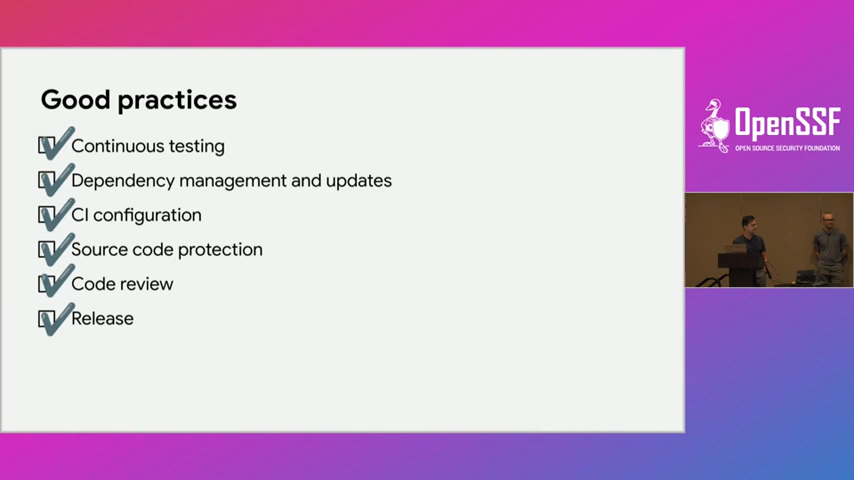 Good practices
Continuous testing
Dependency management and updates
CI configuration
Source code protection
Code review
Release
OpenSSF
OPEN SOURCE SECURITY FOUNDATION